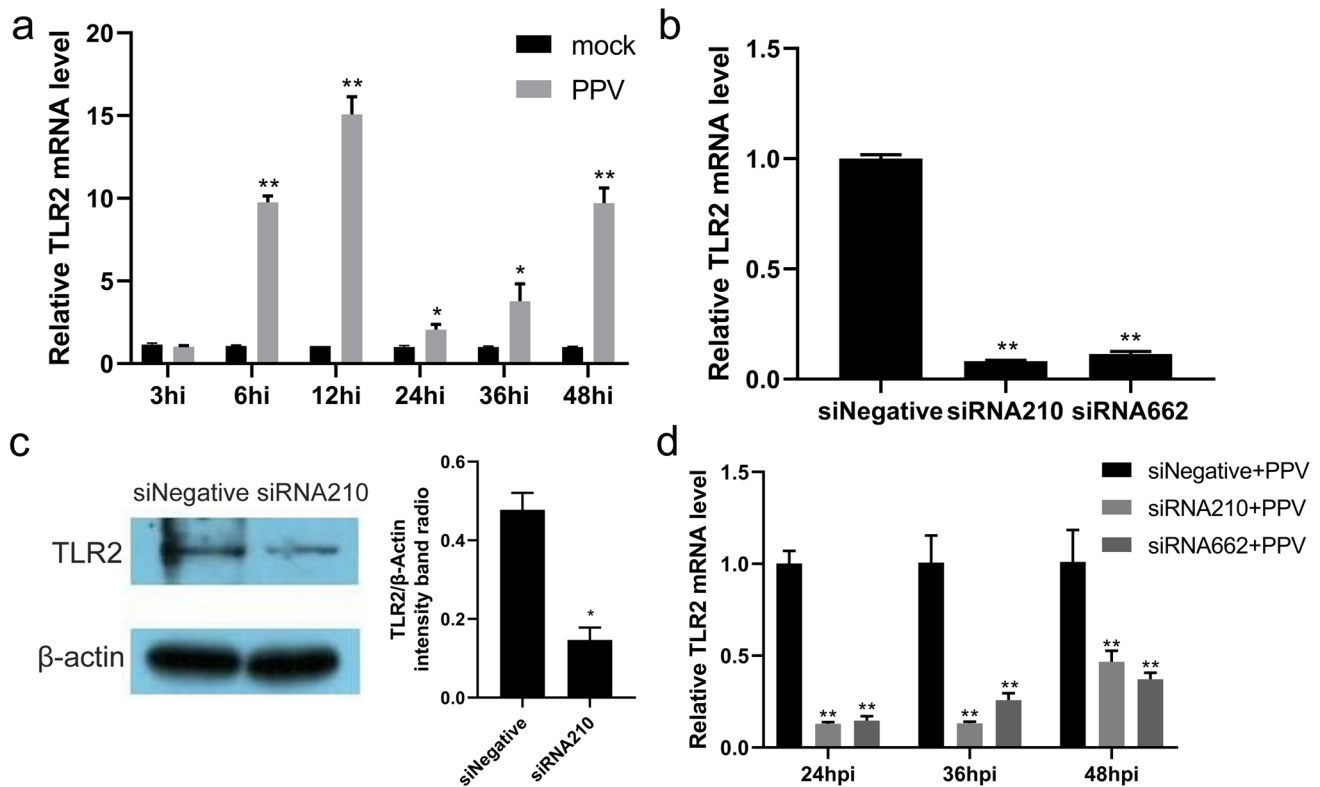 a
Relative TLR2 mRNA level
20
15
10
5
0
mock
PPV
**
**
*
*
**
3hi 6hi 12hi 24hi 36hi 48hi
b
Relative TLR2 mRNA level
1.5
1.0
0.5
0.0
**
**
siNegative siRNA210 siRNA662
c
siNegative siRNA210
TLR2
β-actin
TLR2/β-Actin
intensity band radio
0.6
0.4
0.2
0.0
*
siNegative
siRNA210
d
Relative TLR2 mRNA level
1.5
1.0
0.5
0.0
siNegative+PPV
siRNA210+PPV
siRNA662+PPV
**
**
**
**
**
**
24hpi 36hpi 48hpi